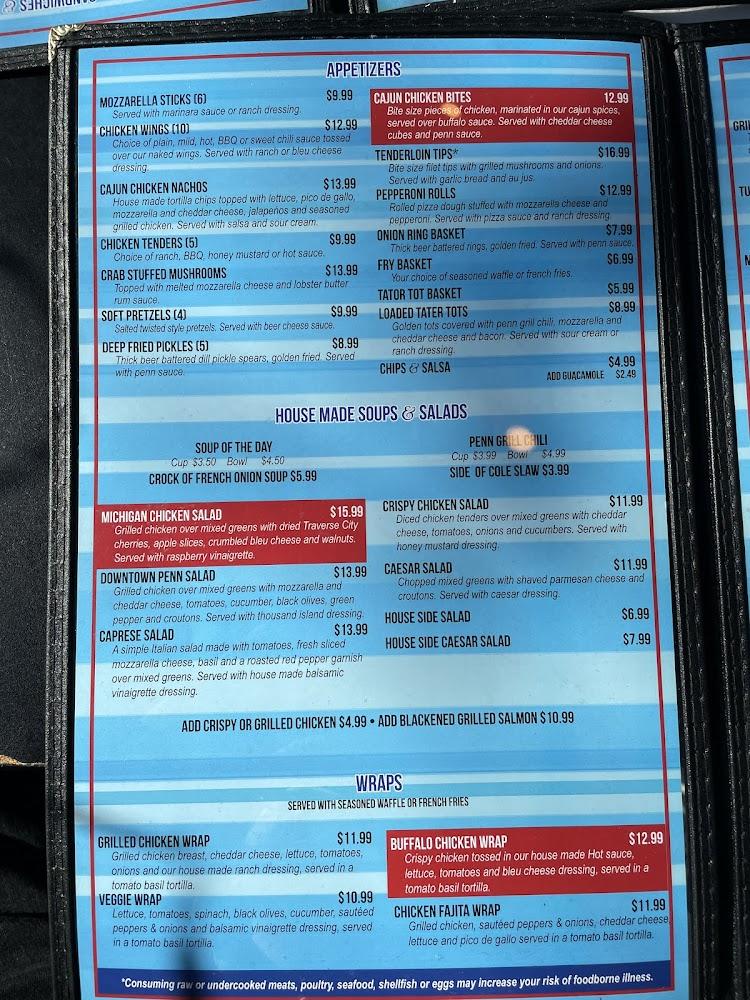 SANDWICHES &
APPETIZERS
MOZZARELLA STICKS (6) $9.99
Served with marinara sauce or ranch dressing.
CHICKEN WINGS (10) $12.99
Choice of plain, mild, hot, BBQ or sweet chili sauce tossed
over our naked wings. Served with ranch or bleu cheese
dressing.
CAJUN CHICKEN NACHOS $13.99
House made tortilla chips topped with lettuce, pico de gallo,
mozzarella and cheddar cheese, jalapeños and seasoned
grilled chicken. Served with salsa and sour cream.
CHICKEN TENDERS (5) $9.99
Choice of ranch, BBQ, honey mustard or hot sauce.
CRAB STUFFED MUSHROOMS $13.99
Topped with melted mozzarella cheese and lobster butter
rum sauce.
SOFT PRETZELS (4) $9.99
Salted twisted style pretzels. Served with beer cheese sauce.
DEEP FRIED PICKLES (5) $8.99
Thick beer battered dill pickle spears, golden fried. Served
with penn sauce.
CAJUN CHICKEN BITES 12.99
Bite size pieces of chicken, marinated in our cajun spices,
served over buffalo sauce. Served with cheddar cheese
cubes and penn sauce.
TENDERLOIN TIPS* $16.99
Bite size filet tips with grilled mushrooms and onions.
Served with garlic bread and au jus.
PEPPERONI ROLLS $12.99
Rolled pizza dough stuffed with mozzarella cheese and
pepperoni. Served with pizza sauce and ranch dressing.
ONION RING BASKET $7.99
Thick beer battered rings, golden fried. Served with penn sauce.
FRY BASKET $6.99
Your choice of seasoned waffle or french fries.
TATOR TOT BASKET $5.99
LOADED TATER TOTS $8.99
Golden tots covered with penn grill chili, mozzarella and
cheddar cheese and bacon. Served with sour cream or
ranch dressing.
CHIPS & SALSA $4.99
ADD GUACAMOLE $2.49
HOUSE MADE SOUPS & SALADS
SOUP OF THE DAY
Cup $3.50 Bowl $4.50
CROCK OF FRENCH ONION SOUP $5.99
PENN GRILL CHILI
Cup $3.99 Bowl $4.99
SIDE OF COLE SLAW $3.99
MICHIGAN CHICKEN SALAD $15.99
Grilled chicken over mixed greens with dried Traverse City
cherries, apple slices, crumbled bleu cheese and walnuts.
Served with raspberry vinaigrette.
DOWNTOWN PENN SALAD $13.99
Grilled chicken over mixed greens with mozzarella and
cheddar cheese, tomatoes, cucumber, black olives, green
pepper and croutons. Served with thousand island dressing.
CAPRESE SALAD $13.99
A simple Italian salad made with tomatoes, fresh sliced
mozzarella cheese, basil and a roasted red pepper garnish
over mixed greens. Served with house made balsamic
vinaigrette dressing.
CRISPY CHICKEN SALAD $11.99
Diced chicken tenders over mixed greens with cheddar
cheese, tomatoes, onions and cucumbers. Served with
honey mustard dressing.
CAESAR SALAD $11.99
Chopped mixed greens with shaved parmesan cheese and
croutons. Served with caesar dressing.
HOUSE SIDE SALAD $6.99
HOUSE SIDE CAESAR SALAD $7.99
ADD CRISPY OR GRILLED CHICKEN $4.99 • ADD BLACKENED GRILLED SALMON $10.99
WRAPS
SERVED WITH SEASONED WAFFLE OR FRENCH FRIES
GRILLED CHICKEN WRAP $11.99
Grilled chicken breast, cheddar cheese, lettuce, tomatoes,
onions and our house made ranch dressing, served in a
tomato basil tortilla.
VEGGIE WRAP $10.99
Lettuce, tomatoes, spinach, black olives, cucumber, sautéed
peppers & onions and balsamic vinaigrette dressing, served
in a tomato basil tortilla.
BUFFALO CHICKEN WRAP $12.99
Crispy chicken tossed in our house made Hot sauce,
lettuce, tomatoes and bleu cheese dressing, served in a
tomato basil tortilla.
CHICKEN FAJITA WRAP $11.99
Grilled chicken, sautéed peppers & onions, cheddar cheese,
lettuce and pico de gallo served in a tomato basil tortilla.
*Consuming raw or undercooked meats, poultry, seafood, shellfish or eggs may increase your risk of foodborne illness.